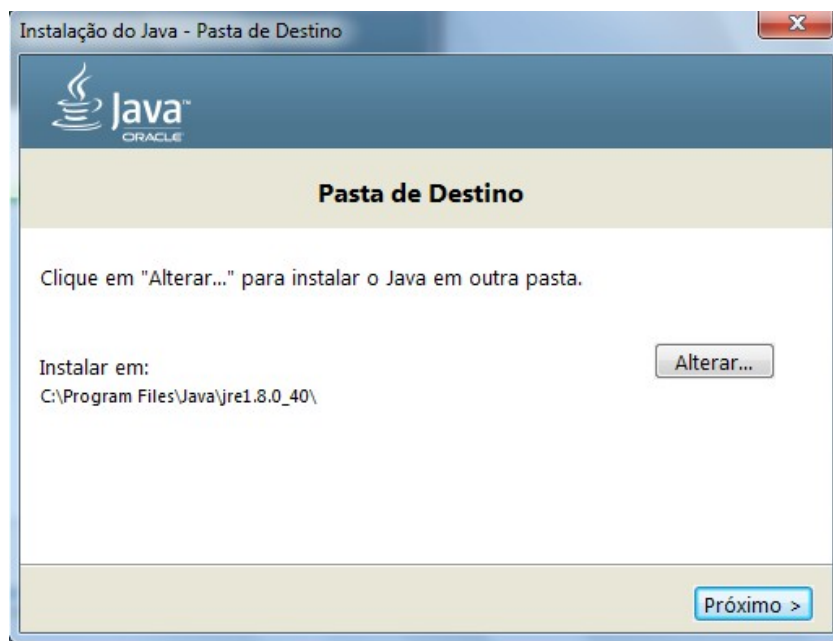 Instalação do Java - Pasta de Destino
Java™
ORACLE
Pasta de Destino
Clique em "Alterar..." para instalar o Java em outra pasta.
Alterar...
Instalar em:
C:\Program Files\Java\jre1.8.0_40\
Próximo >